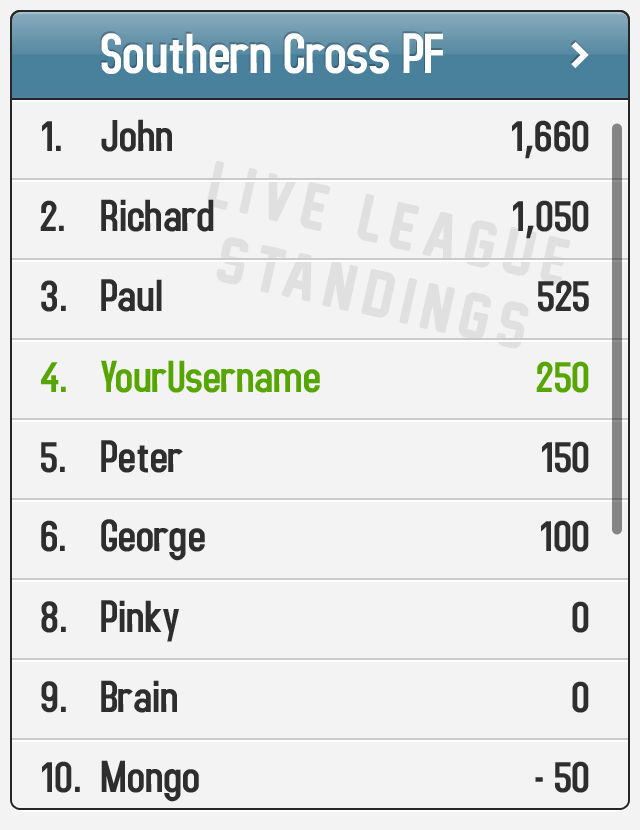 Southern Cross PF
LIVE LEAGUE
STANDINGS
1. John 1,660
2. Richard 1,050
3. Paul 525
4. YourUsername 250
5. Peter 150
6. George 100
8. Pinky 0
9. Brain 0
10. Mongo - 50